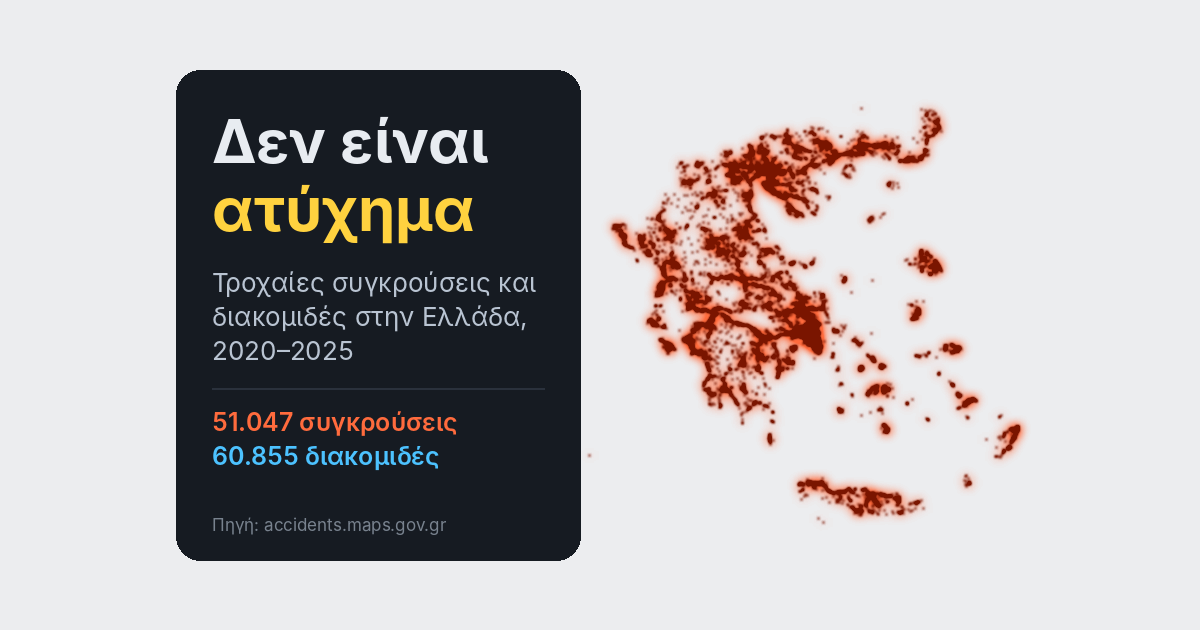 Δεν είναι
ατύχημα
Τροχαίες συγκρούσεις και
διακομιδές στην Ελλάδα,
2020–2025
51.047 συγκρούσεις
60.855 διακομιδές
Πηγή: accidents.maps.gov.gr